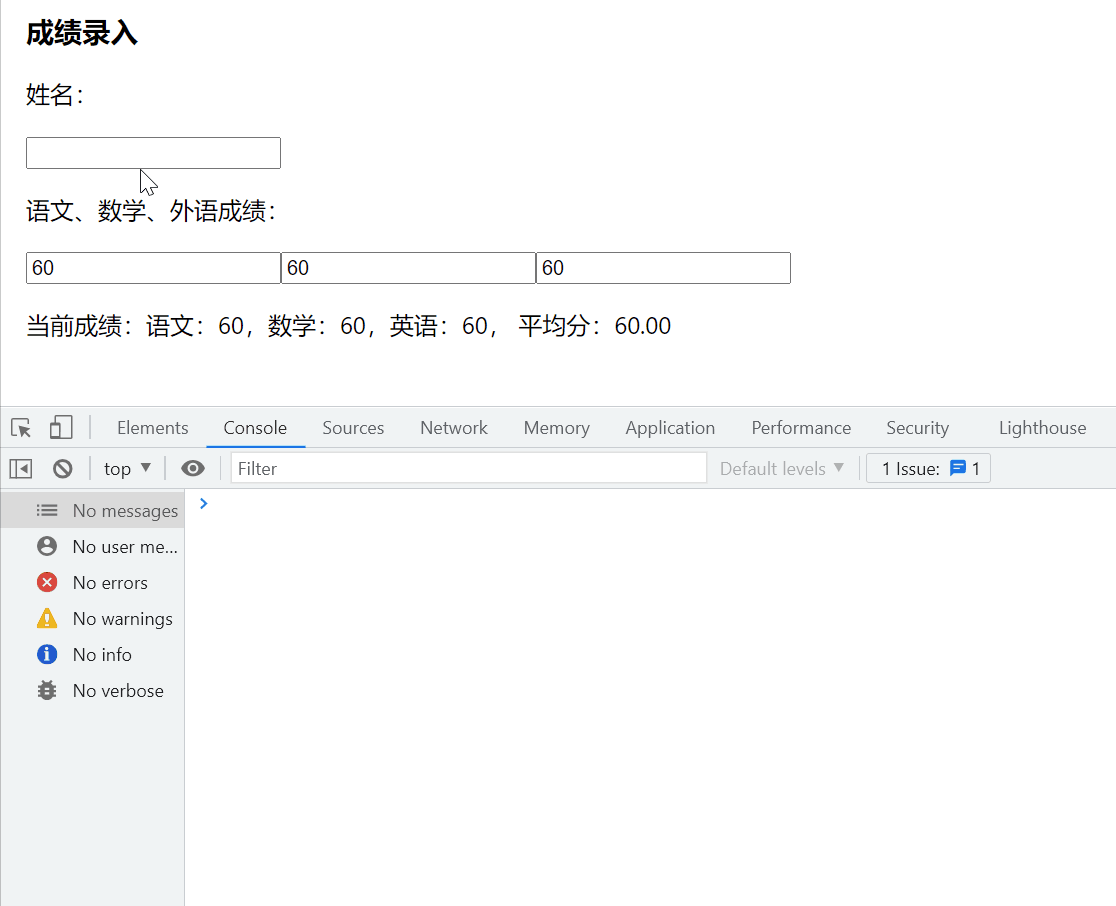 成绩录入
姓名：
语文、数学、外语成绩：
60 60 60
当前成绩：语文：60，数学：60，英语：60， 平均分：60.00
Elements Console Sources Network Memory Application Performance Security Lighthouse
top Filter Default levels 1 Issue: 1
No messages
No user me...
No errors
No warnings
No info
No verbose